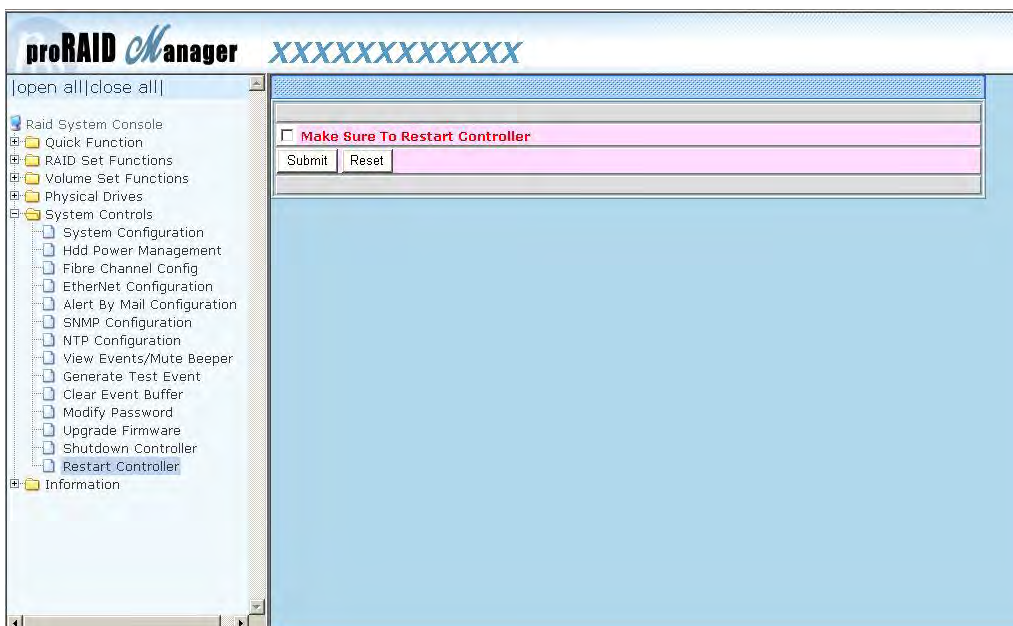 proRAID Manager XXXXXXXXXXXX
|open all|close all|
Raid System Console
Quick Function
RAID Set Functions
Volume Set Functions
Physical Drives
System Controls
System Configuration
Hdd Power Management
Fibre Channel Config
EtherNet Configuration
Alert By Mail Configuration
SNMP Configuration
NTP Configuration
View Events/Mute Beeper
Generate Test Event
Clear Event Buffer
Modify Password
Upgrade Firmware
Shutdown Controller
Restart Controller
Information
Make Sure To Restart Controller
Submit Reset